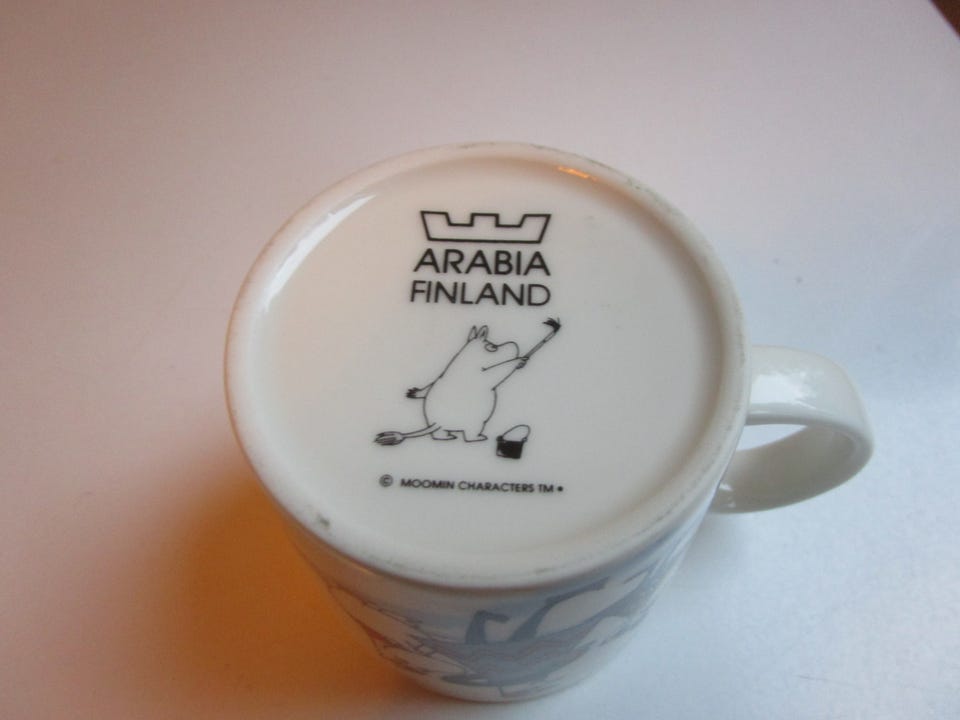 ARABIA
FINLAND
© MOOMIN CHARACTERS TM •